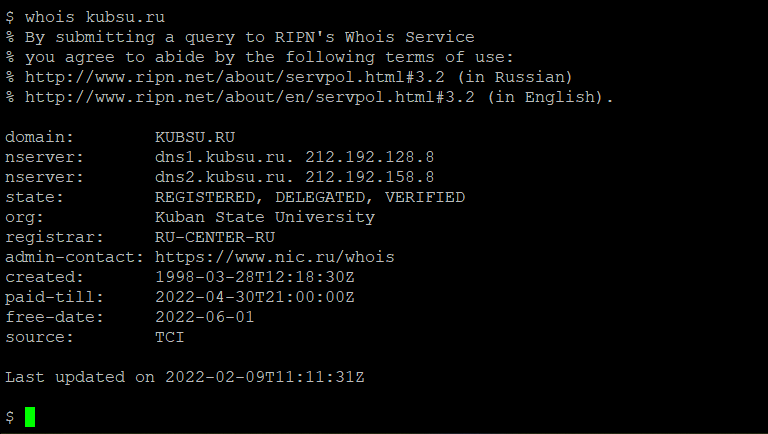 $ whois kubsu.ru
% By submitting a query to RIPN's Whois Service
% you agree to abide by the following terms of use:
% http://www.ripn.net/about/servpol.html#3.2 (in Russian)
% http://www.ripn.net/about/en/servpol.html#3.2 (in English).

domain:        KUBSU.RU
nserver:       dns1.kubsu.ru. 212.192.128.8
nserver:       dns2.kubsu.ru. 212.192.158.8
state:         REGISTERED, DELEGATED, VERIFIED
org:           Kuban State University
registrar:     RU-CENTER-RU
admin-contact: https://www.nic.ru/whois
created:       1998-03-28T12:18:30Z
paid-till:     2022-04-30T21:00:00Z
free-date:     2022-06-01
source:        TCI

Last updated on 2022-02-09T11:11:31Z

$